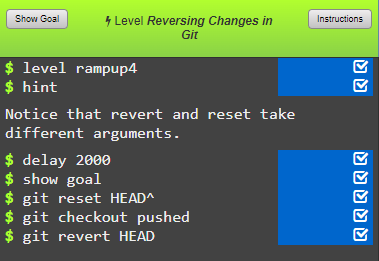 Show Goal
Level Reversing Changes in
Git
Instructions
$ level rampup4
$ hint
Notice that revert and reset take
different arguments.
$ delay 2000
$ show goal
$ git reset HEAD^
$ git checkout pushed
$ git revert HEAD